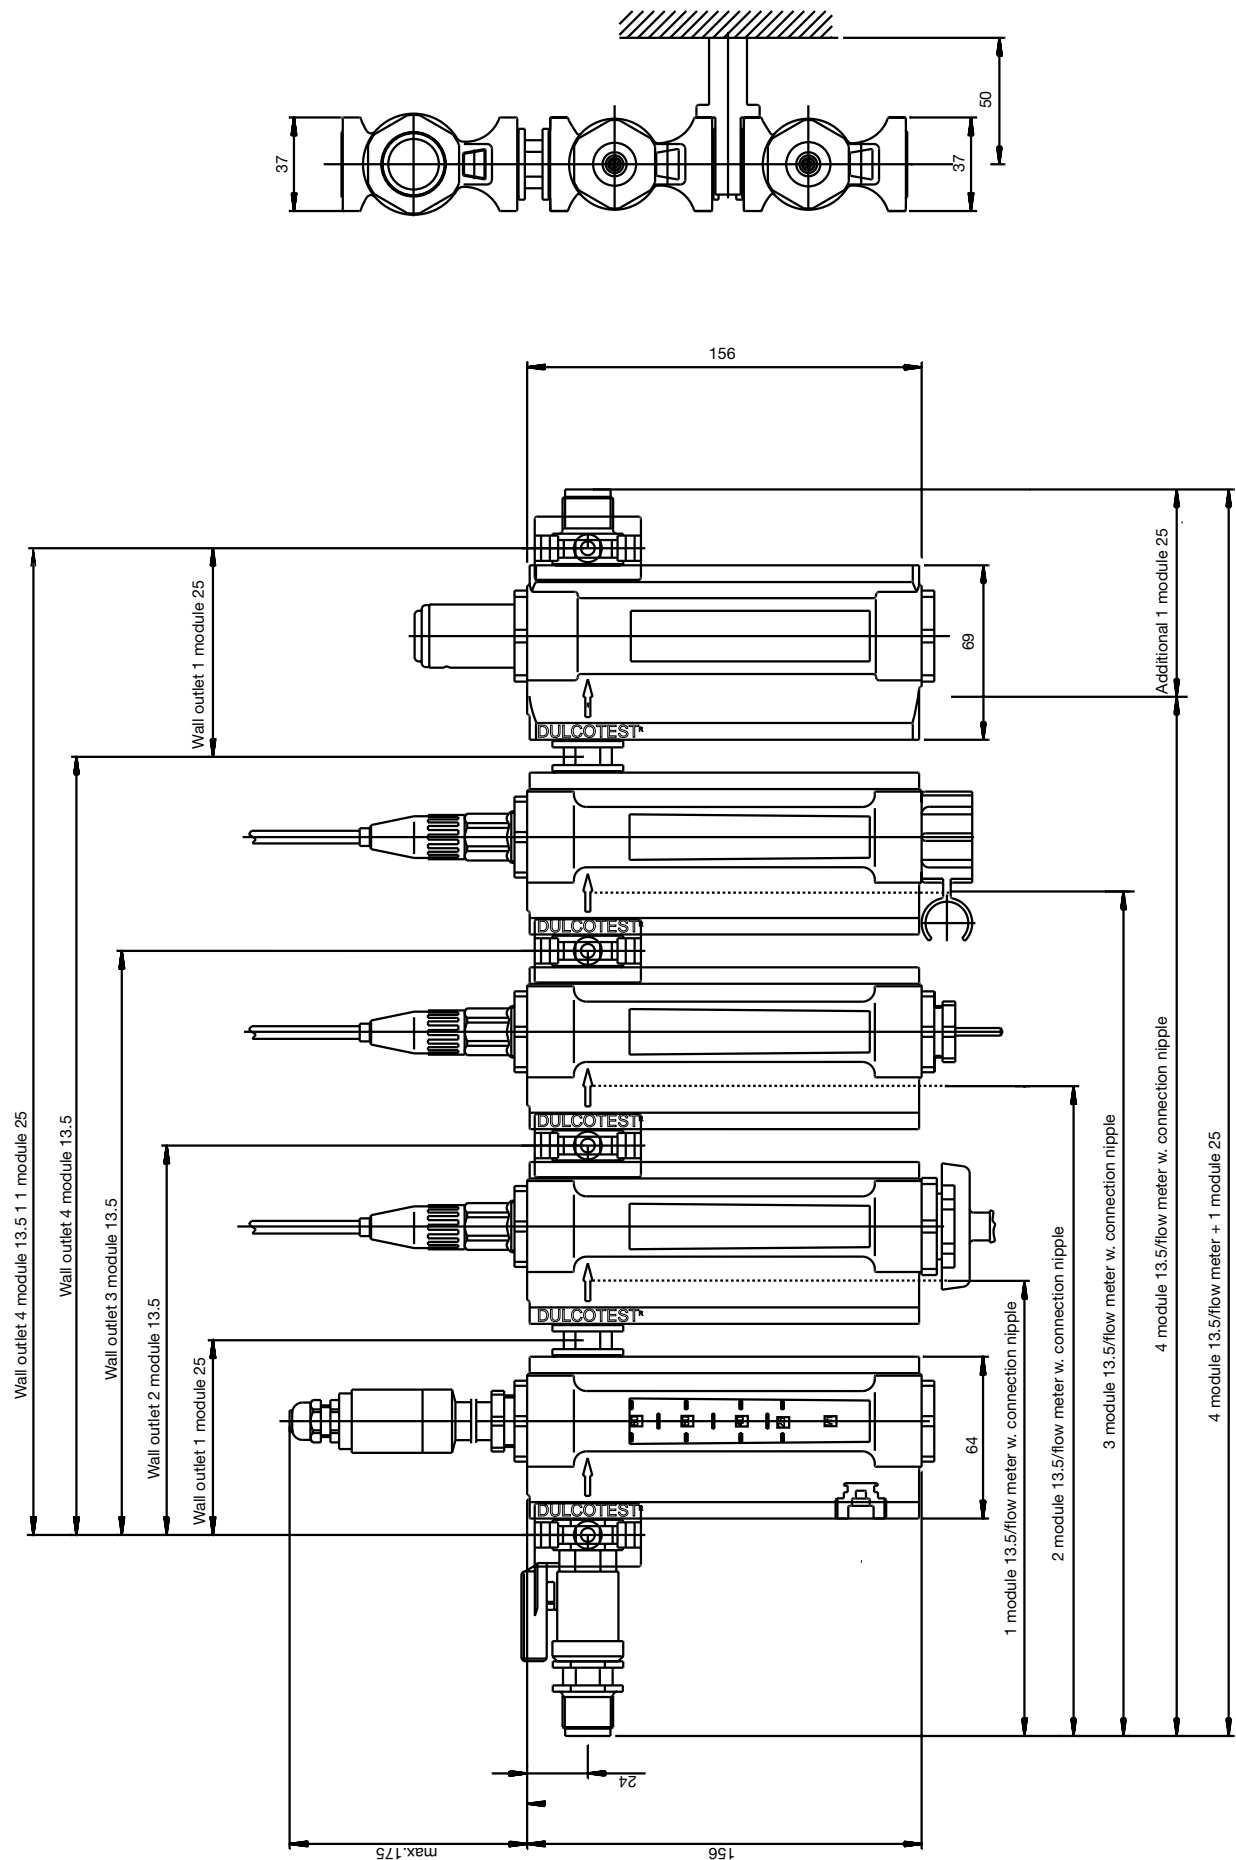 50
37
37
156
Wall outlet 4 module 13.5 1 1 module 25
Wall outlet 4 module 13.5
Wall outlet 3 module 13.5
Wall outlet 2 module 13.5
Wall outlet 1 module 25
Wall outlet 1 module 25
DULCOTEST R
DULCOTEST R
DULCOTEST R
DULCOTEST R
DULCOTEST R
69
64
Additional 1 module 25
1 module 13.5/flow meter w. connection nipple
2 module 13.5/flow meter w. connection nipple
3 module 13.5/flow meter w. connection nipple
4 module 13.5/flow meter w. connection nipple
4 module 13.5/flow meter + 1 module 25
24
max.175
156